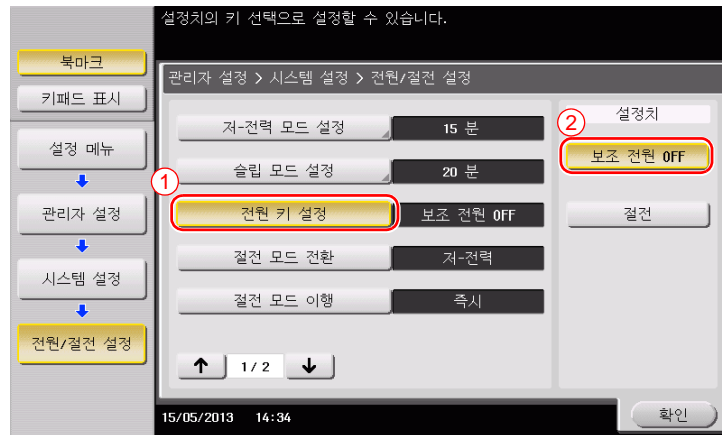 설정치의 키 선택으로 설정할 수 있습니다.
북마크
키패드 표시
설정 메뉴
관리자 설정
시스템 설정
전원/절전 설정
관리자 설정 > 시스템 설정 > 전원/절전 설정
저-전력 모드 설정 15 분
슬립 모드 설정 20 분
1
전원 키 설정 보조 전원 OFF
절전 모드 전환 저-전력
절전 모드 이행 즉시
↑ 1/2 ↓
설정치
2
보조 전원 OFF
절전
15/05/2013 14:34
확인